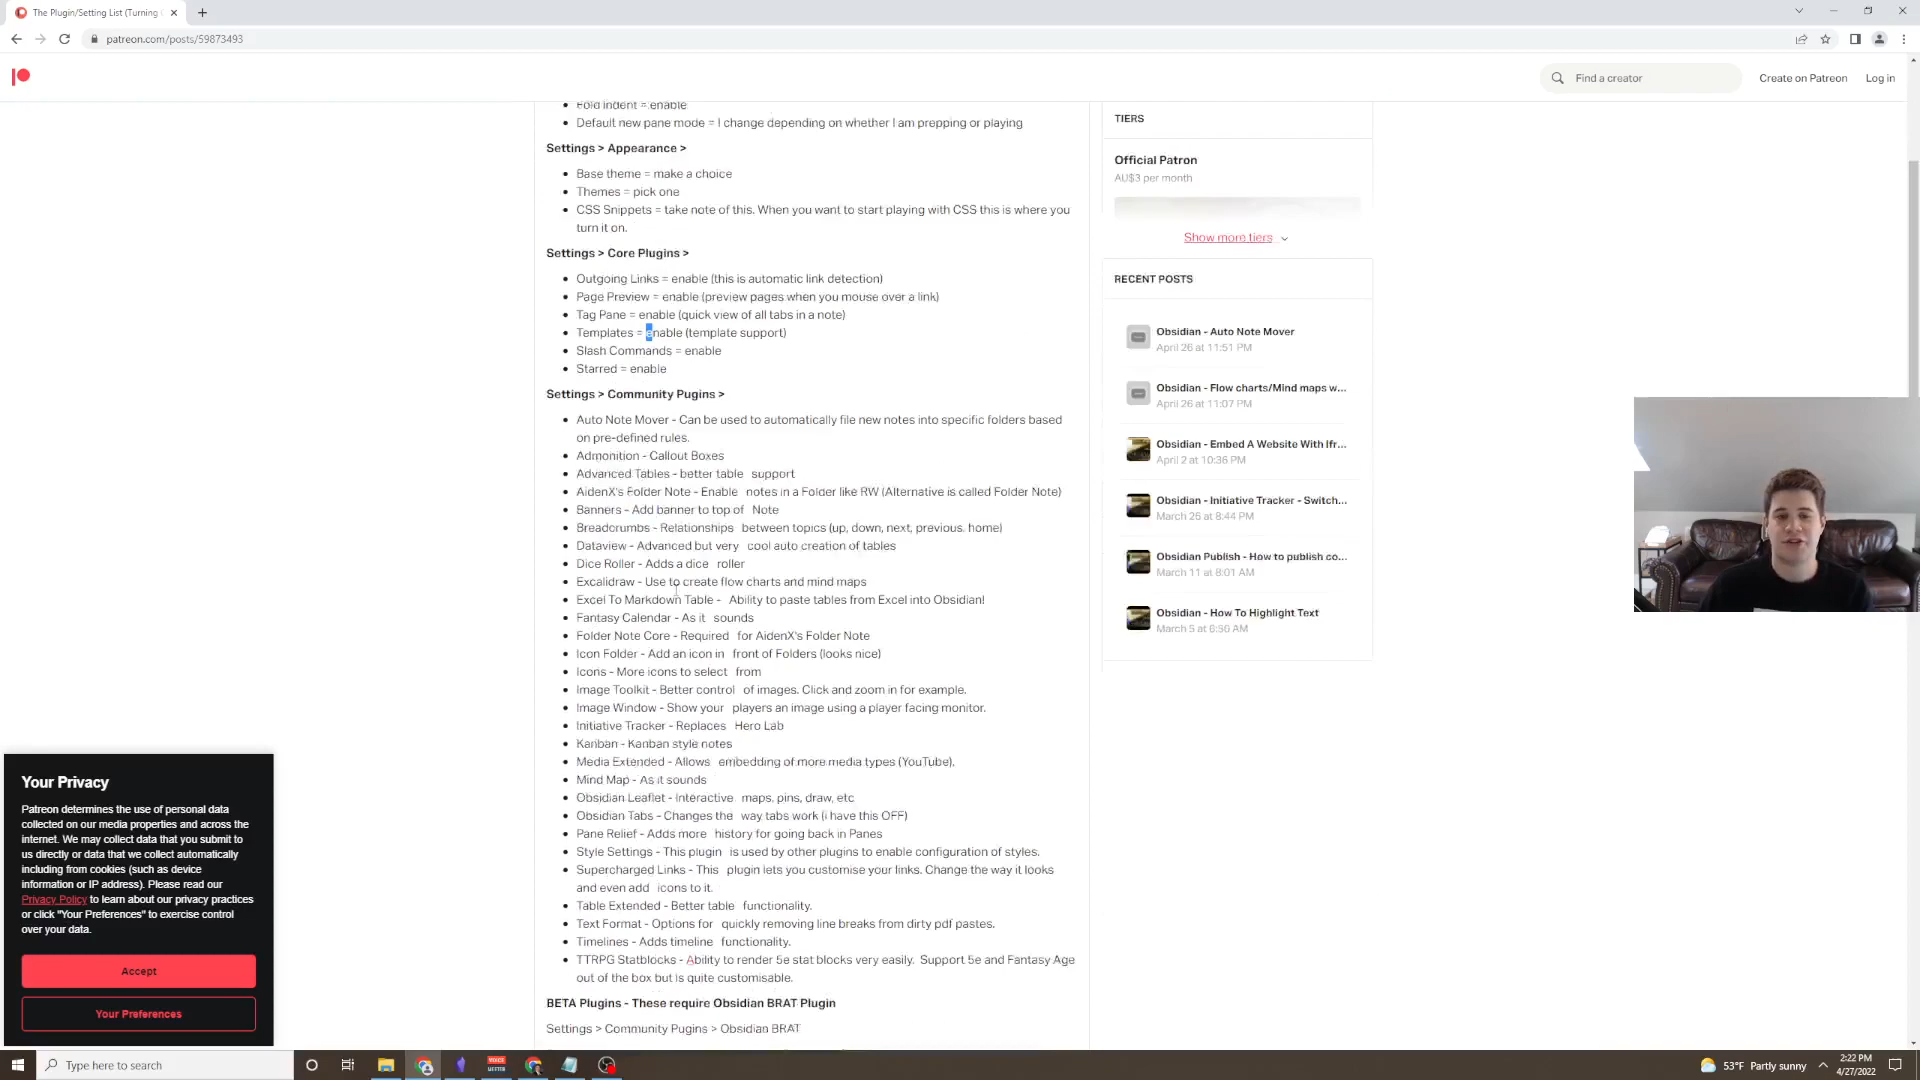 The Plugin/Setting List (Turning
patreon.com/posts/59873493
Find a creator
Create on Patreon
Log in
Fold Indent = enable
Default new pane mode = I change depending on whether I am prepping or playing
Settings > Appearance >
Base theme = make a choice
Themes = pick one
CSS Snippets = take note of this. When you want to start playing with CSS this is where you
turn it on.
Settings > Core Plugins >
Outgoing Links = enable (this is automatic link detection)
Page Preview = enable (preview pages when you mouse over a link)
Tag Pane = enable (quick view of all tabs in a note)
Templates = enable (template support)
Slash Commands = enable
Starred = enable
Settings > Community Pugins >
Auto Note Mover - Can be used to automatically file new notes into specific folders based
on pre-defined rules.
Admonition - Callout Boxes
Advanced Tables - better table support
AidenX's Folder Note - Enable notes in a Folder like RW (Alternative is called Folder Note)
Banners - Add banner to top of Note
Breadcrumbs - Relationships between topics (up, down, next, previous, home)
Dataview - Advanced but very cool auto creation of tables
Dice Roller - Adds a dice roller
Excalidraw - Use to create flow charts and mind maps
Excel To Markdown Table - Ability to paste tables from Excel into Obsidian!
Fantasy Calendar - As it sounds
Folder Note Core - Required for AidenX's Folder Note
Icon Folder - Add an icon in front of Folders (looks nice)
Icons - More icons to select from
Image Toolkit - Better control of images. Click and zoom in for example.
Image Window - Show your players an image using a player facing monitor.
Initiative Tracker - Replaces Hero Lab
Kanban - Kanban style notes
Media Extended - Allows embedding of more media types (YouTube).
Mind Map - As it sounds
Obsidian Leaflet - Interactive maps, pins, draw, etc
Obsidian Tabs - Changes the way tabs work (i have this OFF)
Pane Relief - Adds more history for going back in Panes
Style Settings - This plugin is used by other plugins to enable configuration of styles.
Supercharged Links - This plugin lets you customise your links. Change the way it looks
and even add icons to it.
Table Extended - Better table functionality.
Text Format - Options for quickly removing line breaks from dirty pdf pastes.
Timelines - Adds timeline functionality.
TTRPG Statblocks - Ability to render 5e stat blocks very easily. Support 5e and Fantasy Age
out of the box but is quite customisable.
BETA Plugins - These require Obsidian BRAT Plugin
Settings > Community Pugins > Obsidian BRAT
TIERS
Official Patron
AU$3 per month
Show more tiers
RECENT POSTS
Obsidian - Auto Note Mover
April 26 at 11:51 PM
Obsidian - Flow charts/Mind maps w...
April 26 at 11:07 PM
Obsidian - Embed A Website With Ifr...
April 2 at 10:36 PM
Obsidian - Initiative Tracker - Switch...
March 26 at 8:44 PM
Obsidian Publish - How to publish co...
March 11 at 8:01 AM
Obsidian - How To Highlight Text
March 5 at 6:56 AM
Your Privacy
Patreon determines the use of personal data
collected on our media properties and across the
internet. We may collect data that you submit to
us directly or data that we collect automatically
including from cookies (such as device
information or IP address). Please read our
Privacy Policy to learn about our privacy practices
or click "Your Preferences" to exercise control
over your data.
Accept
Your Preferences
Type here to search
53°F Partly sunny
2:22 PM
4/27/2022